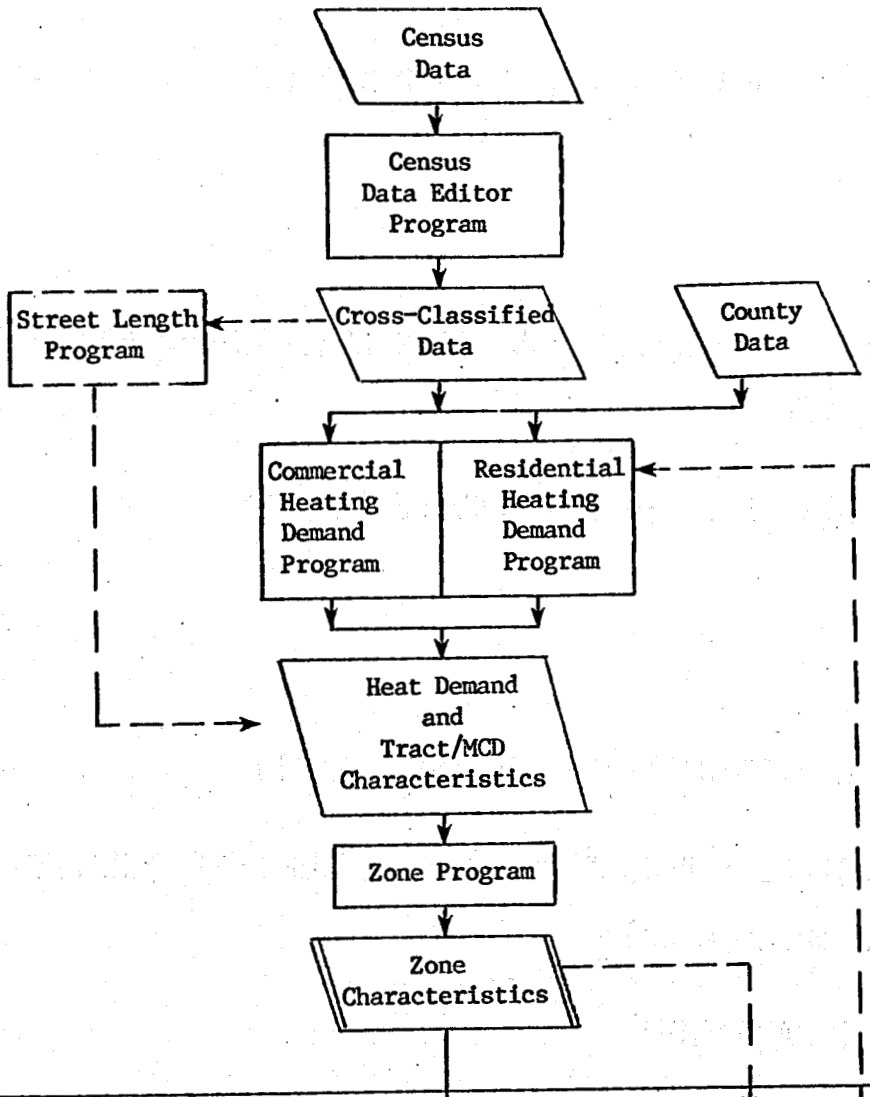 Census
Data
Census
Data Editor
Program
Street Length
Program
Cross-Classified
Data
County
Data
Commercial
Heating
Demand
Program
Residential
Heating
Demand
Program
Heat Demand
and
Tract/MCD
Characteristics
Zone Program
Zone
Characteristics